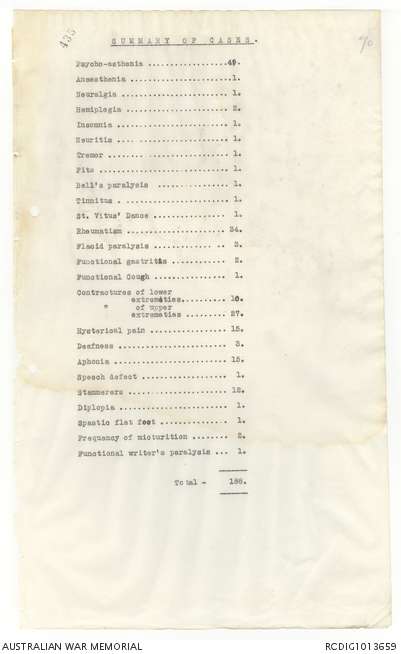 435
SUMMARY OF CASES.
Psycho-asthenia ..................49.
Anaesthenia .......................1.
Neuralgia .........................1.
Hemiplegia ........................2.
Insomnia ..........................1.
Neuritis ..........................1.
Tremor ............................1.
Fits ..............................1.
Bell's paralysis ................1.
Tinnitus . ........................1.
St. Vitus' Dance .................1.
Rheumatism .......................34.
Flacid paralysis ............. .. 2.
Functional gastritis ............2.
Functional Cough .................1.
Contractures of lower
extremeties.......... 10.
" of upper
extremeties ........ 27.
Hysterical pain ..................15.
Deafness ..........................3.
Aphonia ..........................15.
Speech defect ....................1.
Stammerers .......................12.
Diplopia ..........................1.
Spastic flat foot ...............1.
Frequency of micturition ........2.
Functional writer's paralysis ... 1.
Total - 188.
AUSTRALIAN WAR MEMORIAL
RCDIG1013659